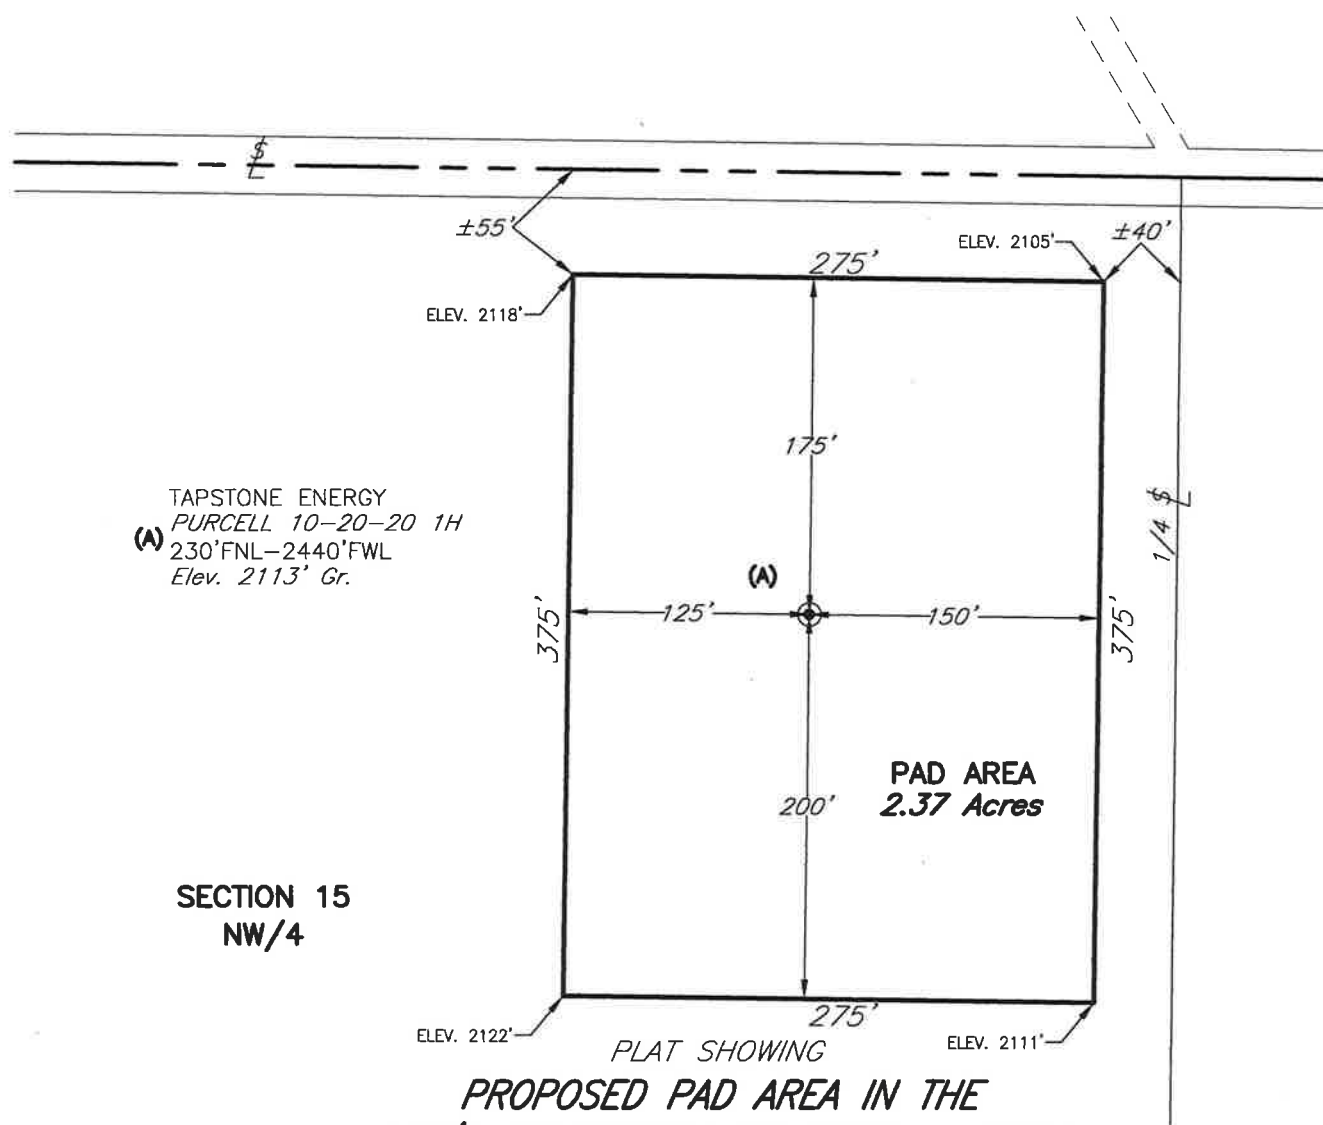 ±55'
ELEV. 2105'
±40'
275'
ELEV. 2118'
175'
TAPSTONE ENERGY
PURCELL 10-20-20 1H
(A) 230'FNL-2440'FWL
Elev. 2113' Gr.
1/4
(A)
125'
150'
375'
375'
PAD AREA
2.37 Acres
200'
SECTION 15
NW/4
275'
ELEV. 2122'
ELEV. 2111'
PLAT SHOWING
PROPOSED PAD AREA IN THE